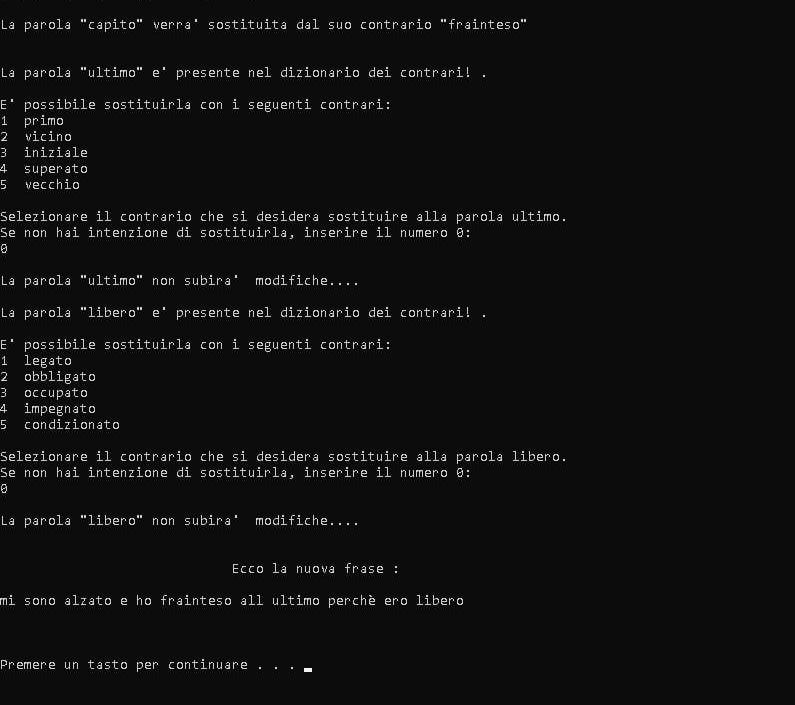 La parola "capito" verra' sostituita dal suo contrario "frainteso"
La parola "ultimo" e' presente nel dizionario dei contrari! .
E' possibile sostituirla con i seguenti contrari:
1 primo
2 vicino
3 iniziale
4 superato
5 vecchio
Selezionare il contrario che si desidera sostituire alla parola ultimo.
Se non hai intenzione di sostituirla, inserire il numero 0:
0
La parola "ultimo" non subira'  modifiche....
La parola "libero" e' presente nel dizionario dei contrari! .
E' possibile sostituirla con i seguenti contrari:
1 legato
2 obbligato
3 occupato
4 impegnato
5 condizionato
Selezionare il contrario che si desidera sostituire alla parola libero.
Se non hai intenzione di sostituirla, inserire il numero 0:
0
La parola "libero" non subira'  modifiche....
Ecco la nuova frase :
mi sono alzato e ho frainteso all ultimo perchè ero libero
Premere un tasto per continuare . . .